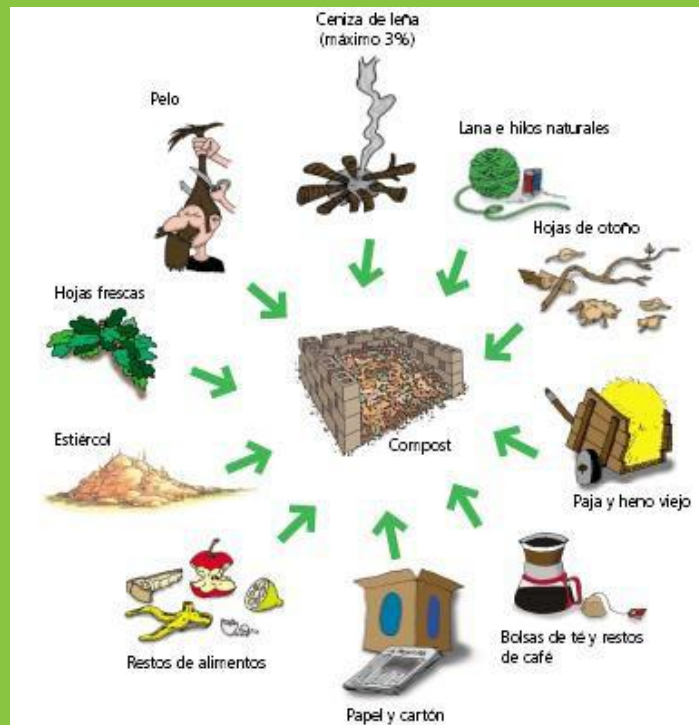 Ceniza de leña
(máximo 3%)
Pelo
Lana e hilos naturales
Hojas de otoño
Hojas frescas
Compost
Estiércol
Paja y heno viejo
Bolsas de té y restos
de café
Restos de alimentos
Papel y cartón